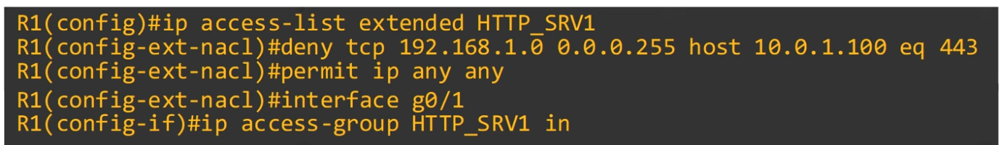 R1(config)#ip access-list extended HTTP_SRV1
R1(config-ext-nacl)#deny tcp 192.168.1.0 0.0.0.255 host 10.0.1.100 eq 443
R1(config-ext-nacl)#permit ip any any
R1(config-ext-nacl)#interface g0/1
R1(config-if)#ip access-group HTTP_SRV1 in